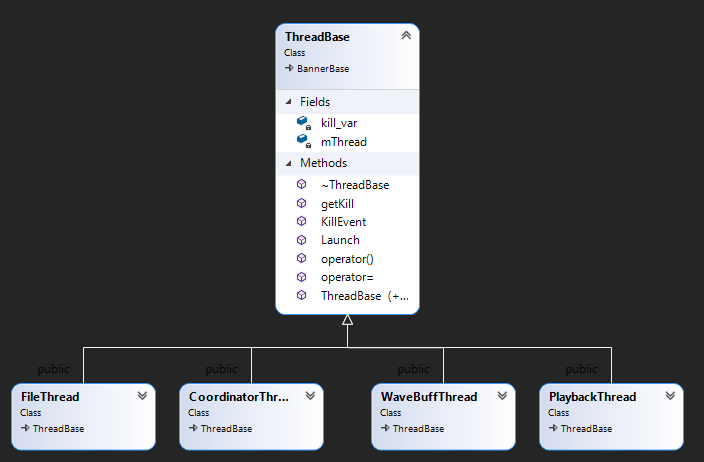 ThreadBase
Class
BannerBase
Fields
kill_var
mThread
Methods
~ThreadBase
getKill
KillEvent
Launch
operator()
operator=
ThreadBase (+...
public
public
public
public
FileThread
Class
ThreadBase
CoordinatorThr...
Class
ThreadBase
WaveBuffThread
Class
ThreadBase
PlaybackThread
Class
ThreadBase